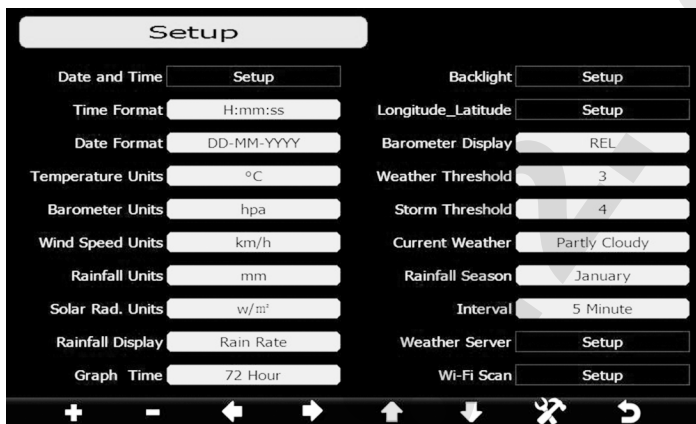 Setup
Date and Time Setup
Time Format H:mm:ss
Date Format DD-MM-YYYY
Temperature Units °C
Barometer Units hpa
Wind Speed Units km/h
Rainfall Units mm
Solar Rad. Units w/m²
Rainfall Display Rain Rate
Graph Time 72 Hour
Backlight Setup
Longitude_Latitude Setup
Barometer Display REL
Weather Threshold 3
Storm Threshold 4
Current Weather Partly Cloudy
Rainfall Season January
Interval 5 Minute
Weather Server Setup
Wi-Fi Scan Setup